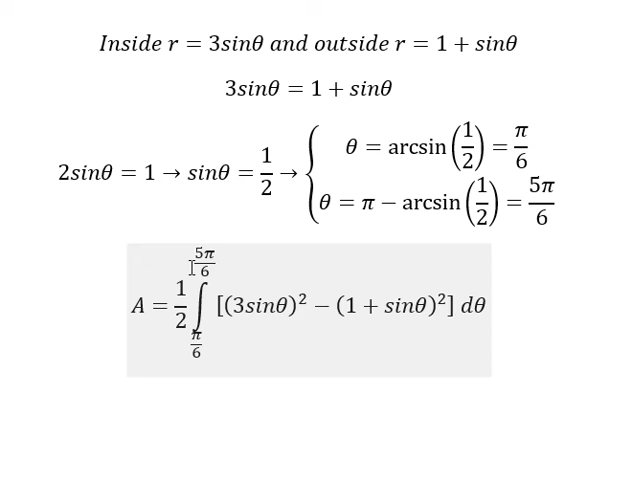 Inside r = 3sinθ and outside r = 1 + sinθ
3sinθ = 1 + sinθ
2sinθ = 1 → sinθ = 1/2 → { θ = arcsin(1/2) = π/6
θ = π − arcsin(1/2) = 5π/6
A = 1/2 ∫_{π/6}^{5π/6} [(3sinθ)² − (1 + sinθ)²] dθ